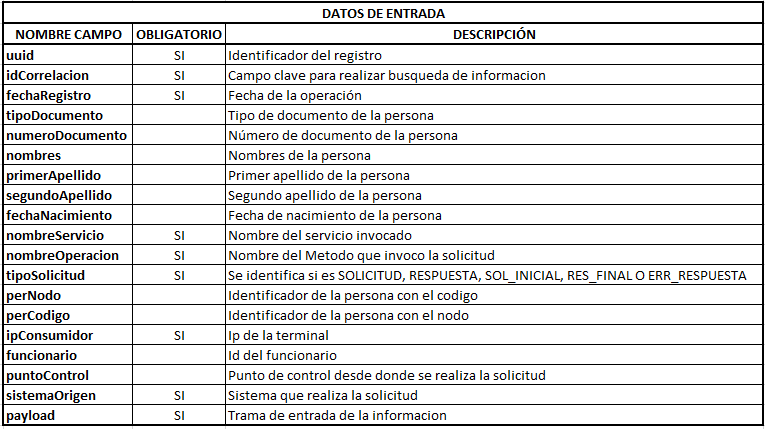 DATOS DE ENTRADA
NOMBRE CAMPO OBLIGATORIO DESCRIPCIÓN
uuid SI Identificador del registro
idCorrelacion SI Campo clave para realizar busqueda de informacion
fechaRegistro SI Fecha de la operación
tipoDocumento Tipo de documento de la persona
numeroDocumento Número de documento de la persona
nombres Nombres de la persona
primerApellido Primer apellido de la persona
segundoApellido Segundo apellido de la persona
fechaNacimiento Fecha de nacimiento de la persona
nombreServicio SI Nombre del servicio invocado
nombreOperacion SI Nombre del Metodo que invoco la solicitud
tipoSolicitud SI Se identifica si es SOLICITUD, RESPUESTA, SOL_INICIAL, RES_FINAL O ERR_RESPUESTA
perNodo Identificador de la persona con el codigo
perCodigo Identificador de la persona con el nodo
ipConsumidor SI Ip de la terminal
funcionario Id del funcionario
puntoControl Punto de control desde donde se realiza la solicitud
sistemaOrigen SI Sistema que realiza la solicitud
payload SI Trama de entrada de la informacion